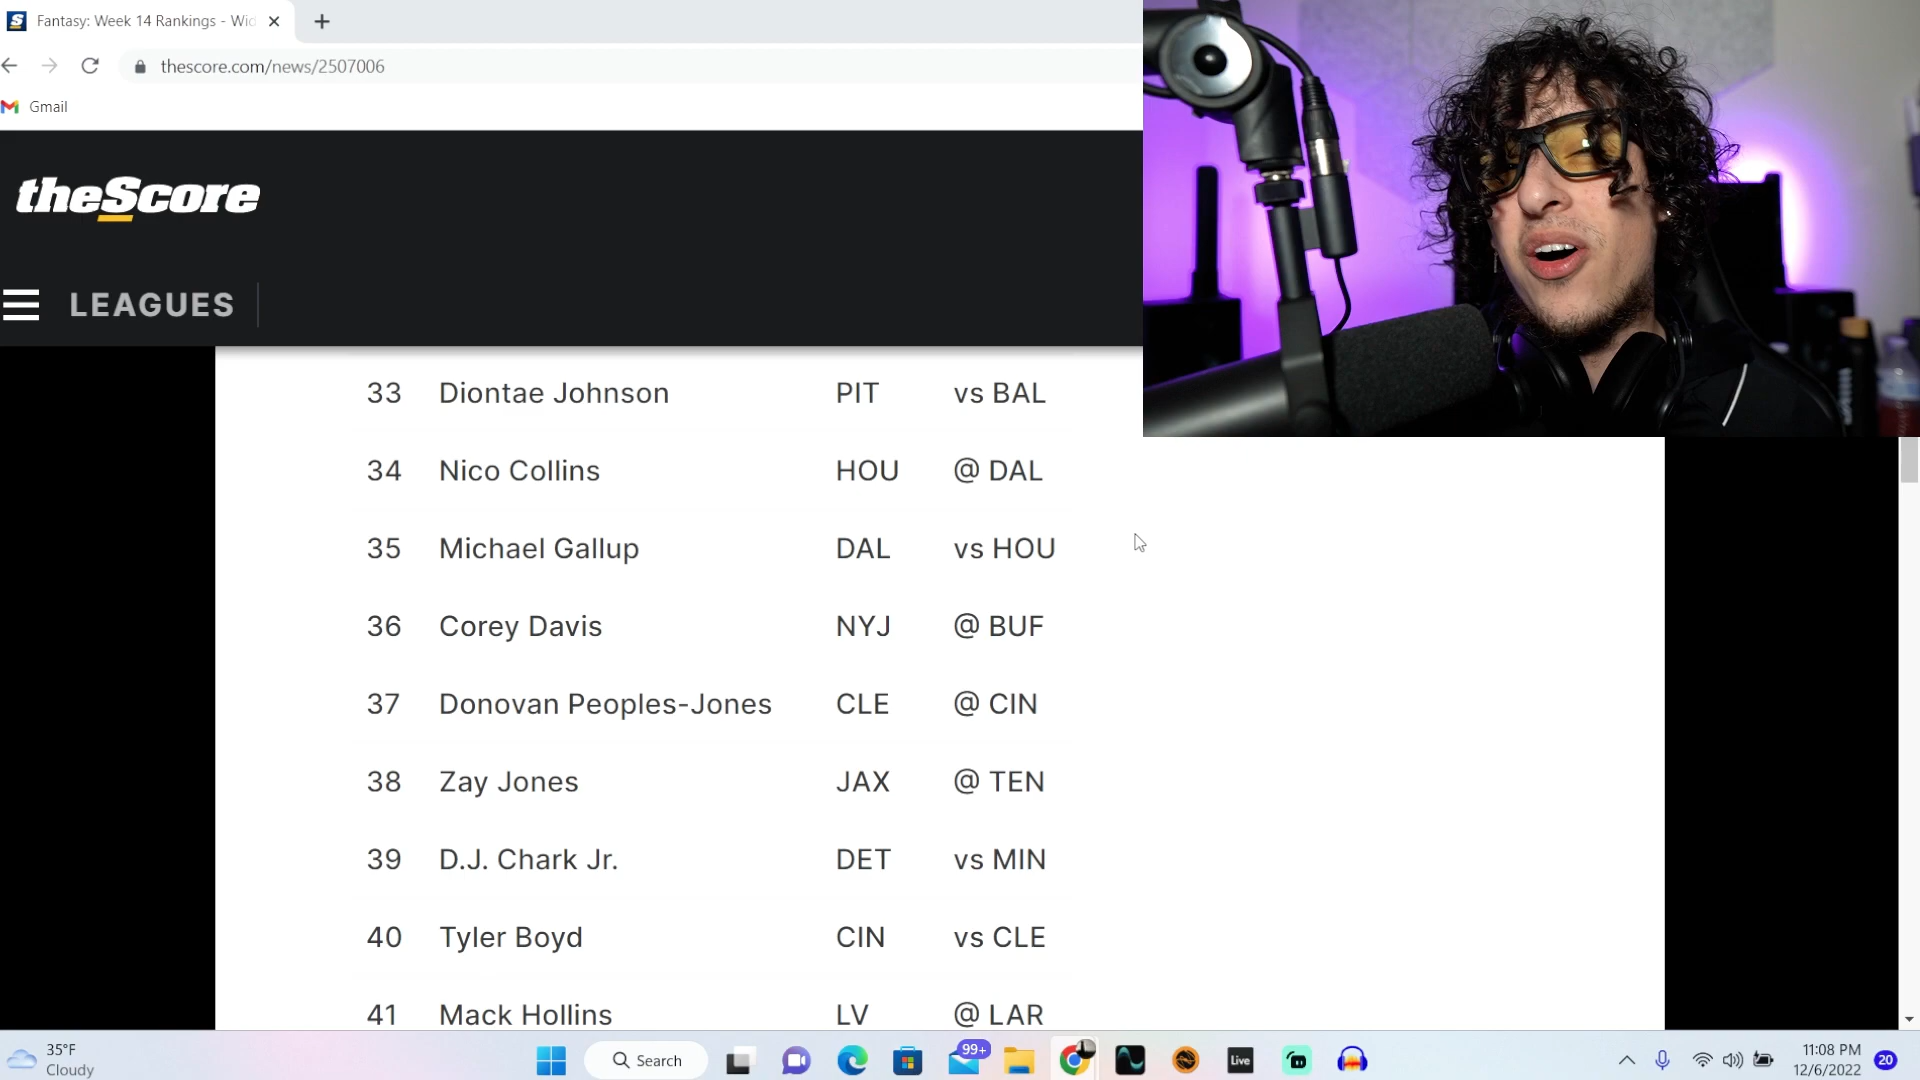 Fantasy: Week 14 Rankings - Wid
thescore.com/news/2507006
Gmail
theScore
LEAGUES
33 Diontae Johnson PIT vs BAL
34 Nico Collins HOU @ DAL
35 Michael Gallup DAL vs HOU
36 Corey Davis NYJ @ BUF
37 Donovan Peoples-Jones CLE @ CIN
38 Zay Jones JAX @ TEN
39 D.J. Chark Jr. DET vs MIN
40 Tyler Boyd CIN vs CLE
41 Mack Hollins LV @ LAR
35°F
Cloudy
Search
99+
Live
11:08 PM
12/6/2022
20